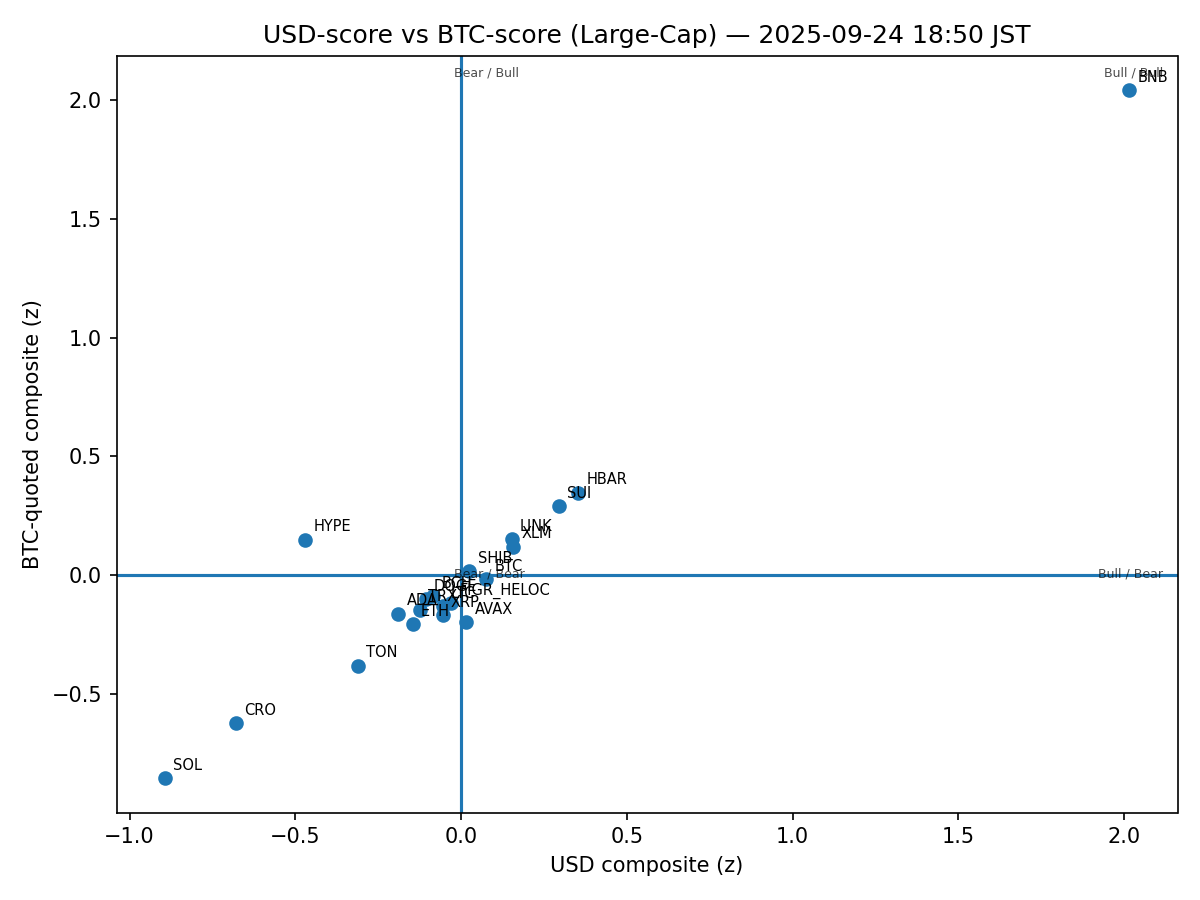 USD-score vs BTC-score (Large-Cap) — 2025-09-24 18:50 JST
Bear / Bull
Bull / Bull
BNB
2.0
1.5
1.0
0.5
0.0
−0.5
BTC-quoted composite (z)
HBAR
SUI
HYPE
LINK
XLM
SHIB
BTC
Bear / Bear
Bull / Bear
DOGE
FIGR_HELOC
ADA
XRP
ETH
AVAX
TON
CRO
SOL
−1.0
−0.5
0.0
0.5
1.0
1.5
2.0
USD composite (z)